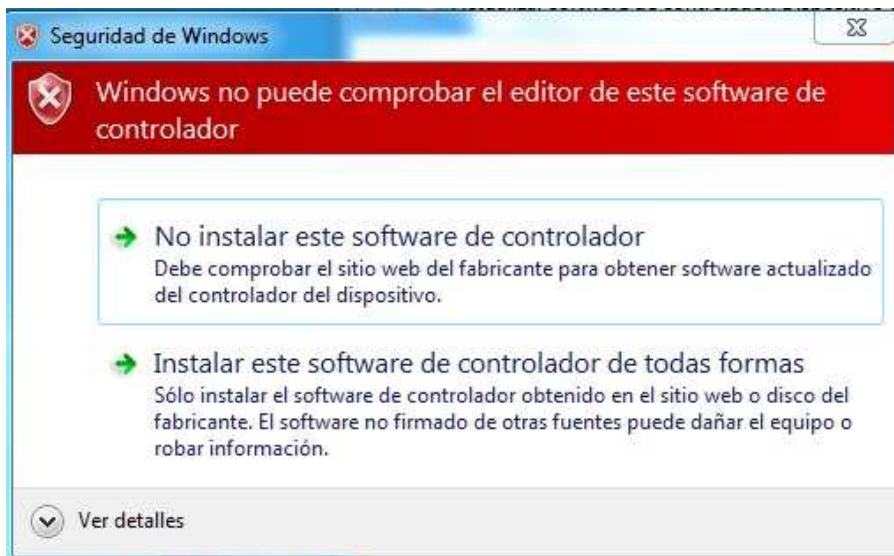 Seguridad de Windows
Windows no puede comprobar el editor de este software de
controlador
No instalar este software de controlador
Debe comprobar el sitio web del fabricante para obtener software actualizado
del controlador del dispositivo.
Instalar este software de controlador de todas formas
Sólo instalar el software de controlador obtenido en el sitio web o disco del
fabricante. El software no firmado de otras fuentes puede dañar el equipo o
robar información.
Ver detalles